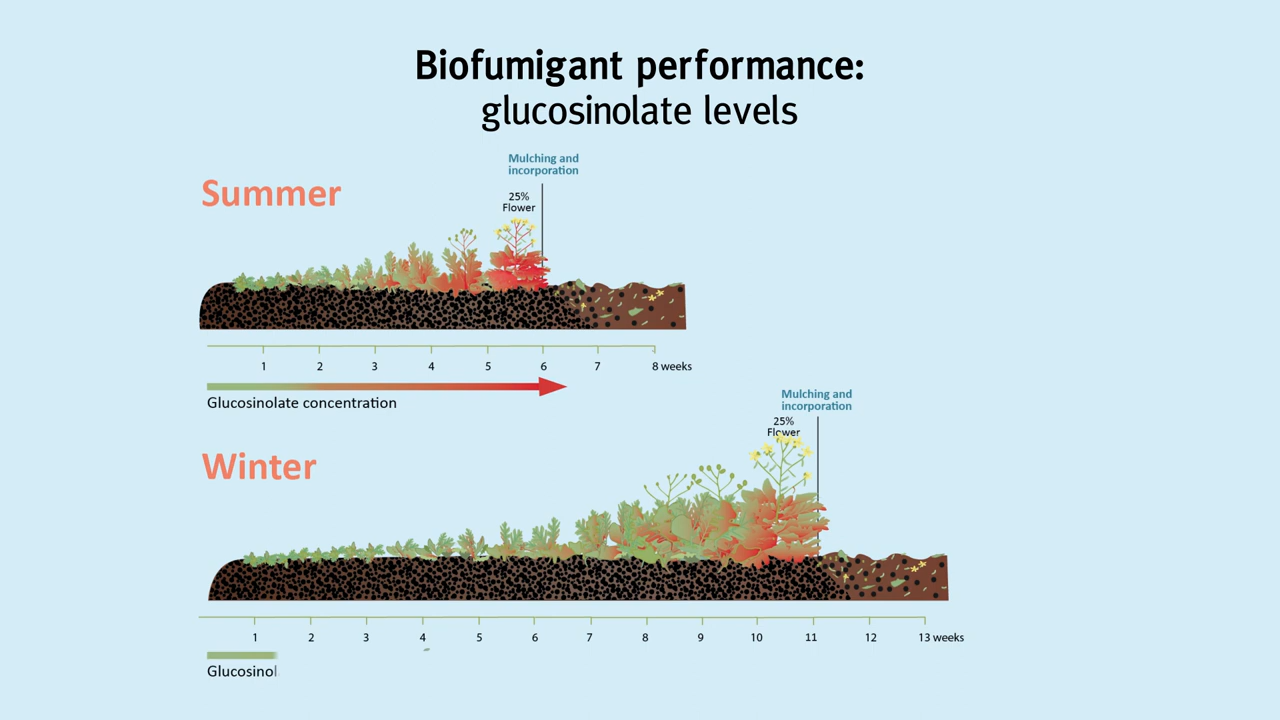 Biofumigant performance:
glucosinolate levels
Summer
Mulching and
incorporation
25%
Flower
1 2 3 4 5 6 7 8 weeks
Glucosinolate concentration
Winter
Mulching and
incorporation
25%
Flower
1 2 3 4 5 6 7 8 9 10 11 12 13 weeks
Glucosinol